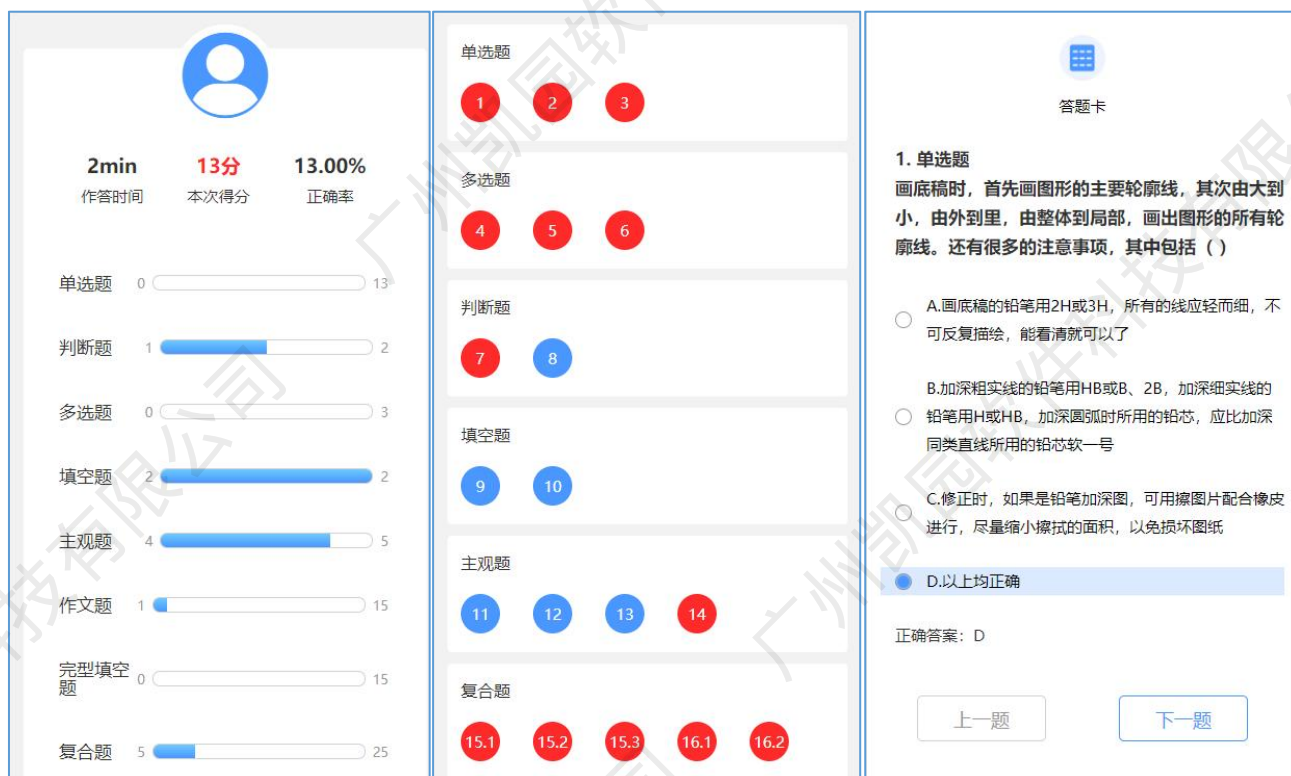 2min
13分
13.00%
作答时间
本次得分
正确率
单选题 0 13
判断题 1 2
多选题 0 3
填空题 2 2
主观题 4 5
作文题 1 15
完型填空
题 0 15
复合题 5 25
单选题
1 2 3
多选题
4 5 6
判断题
7 8
填空题
9 10
主观题
11 12 13 14
复合题
15.1 15.2 15.3 16.1 16.2
答题卡
1. 单选题
画底稿时，首先画图形的主要轮廓线，其次由大到
小，由外到里，由整体到局部，画出图形的所有轮
廓线。还有很多的注意事项，其中包括（ ）
A.画底稿的铅笔用2H或3H，所有的线应轻而细，不
可反复描绘，能看清就可以了
B.加深粗实线的铅笔用HB或B、2B，加深细实线的
铅笔用H或HB，加深圆弧时所用的铅芯，应比加深
同类直线所用的铅芯软一号
C.修正时，如果是铅笔加深图，可用擦图片配合橡皮
进行，尽量缩小擦拭的面积，以免损坏图纸
D.以上均正确
正确答案：D
上一题
下一题
广州凯园软件科技有限公司